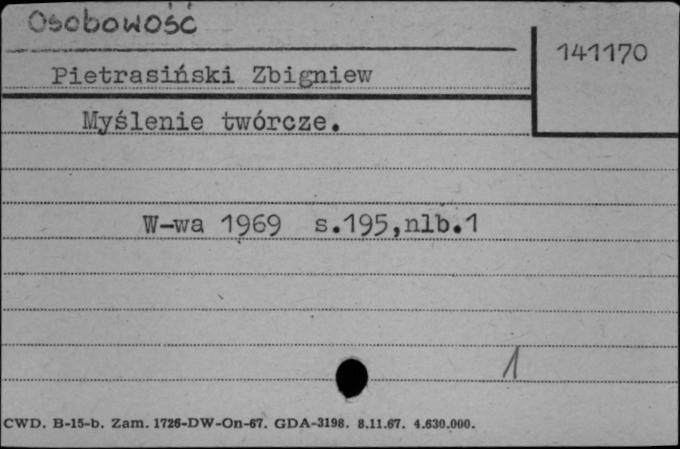 Osobowość
141170
Pietrasiński Zbigniew
Myślenie twórcze.
W-wa 1969 s.195,nlb.1
1
CWD. B-15-b. Zam. 1726-DW-On-67. GDA-3198. 8.11.67. 4.630.000.